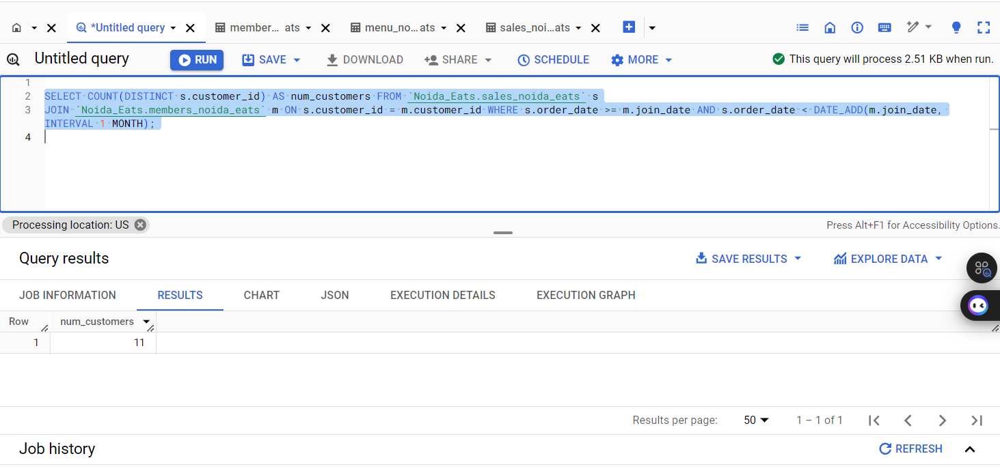 *Untitled query
member… ats
menu_no…ats
sales_noi…ats
Untitled query
RUN
SAVE
DOWNLOAD
SHARE
SCHEDULE
MORE
This query will process 2.51 KB when run.
1
2 SELECT COUNT(DISTINCT s.customer_id) AS num_customers FROM `Noida_Eats.sales_noida_eats` s
3 JOIN `Noida_Eats.members_noida_eats` m ON s.customer_id = m.customer_id WHERE s.order_date >= m.join_date AND s.order_date < DATE_ADD(m.join_date,
INTERVAL 1 MONTH);
4
Processing location: US
Press Alt+F1 for Accessibility Options.
Query results
SAVE RESULTS
EXPLORE DATA
JOB INFORMATION
RESULTS
CHART
JSON
EXECUTION DETAILS
EXECUTION GRAPH
Row
num_customers
1
11
Results per page:
50
1 – 1 of 1
Job history
REFRESH